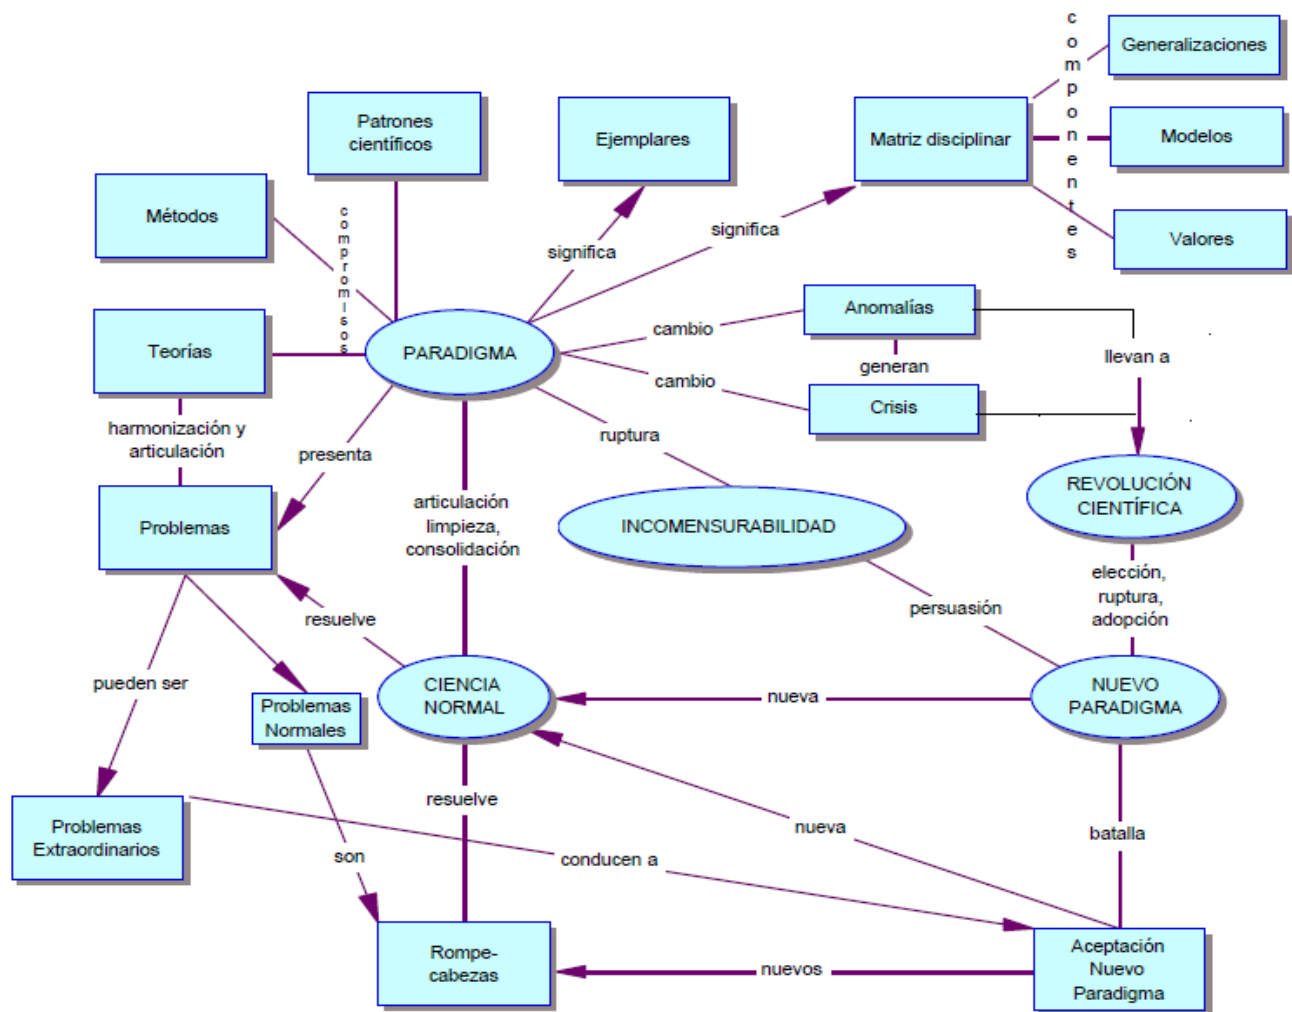 componentes
Generalizaciones
Patrones
científicos
Ejemplares
Matriz disciplinar
Modelos
Métodos
compromisos
significa
significa
Valores
Anomalías
cambio
Teorías
PARADIGMA
generan
llevan a
cambio
Crisis
harmonización y
articulación
ruptura
presenta
REVOLUCIÓN
CIENTÍFICA
articulación
limpieza,
consolidación
Problemas
INCOMENSURABILIDAD
elección,
ruptura,
adopción
resuelve
persuasión
pueden ser
CIENCIA
NORMAL
nueva
NUEVO
PARADIGMA
Problemas
Normales
resuelve
nueva
batalla
Problemas
Extraordinarios
son
conducen a
Rompe-
cabezas
nuevos
Aceptación
Nuevo
Paradigma